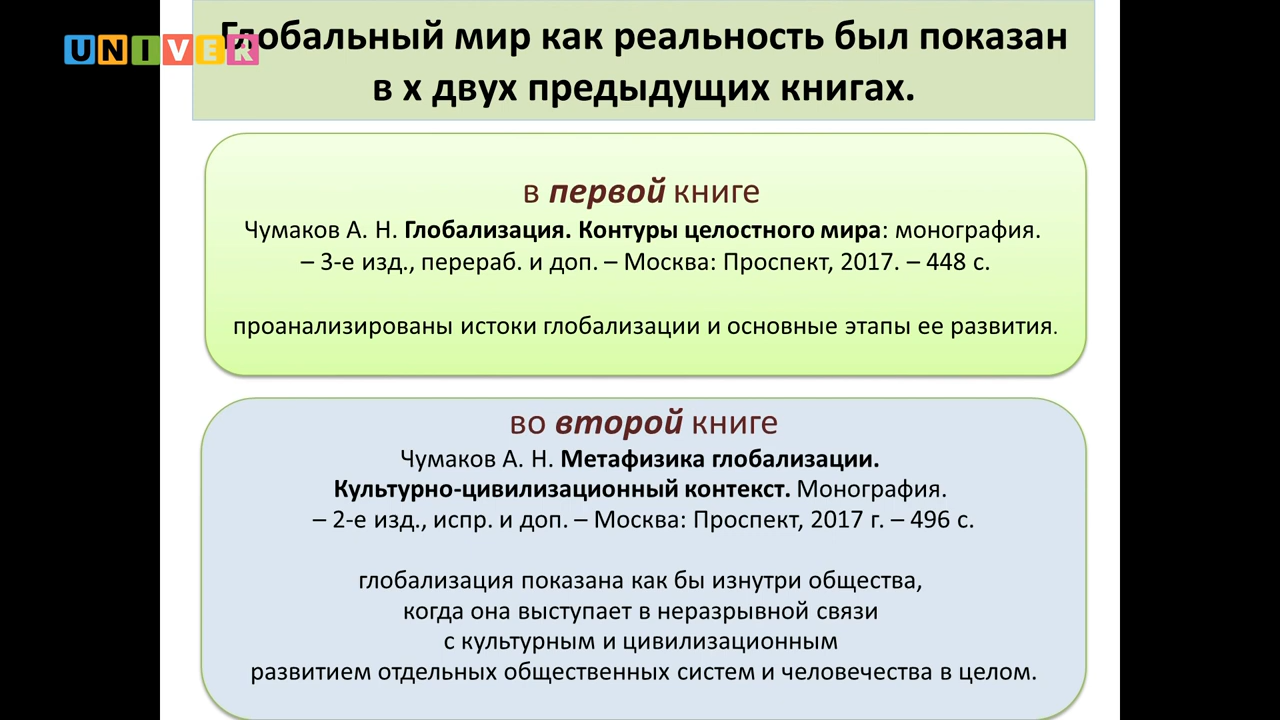 UNIVER
Глобальный мир как реальность был показан
в х двух предыдущих книгах.
в первой книге
Чумаков А. Н. Глобализация. Контуры целостного мира: монография.
– 3-е изд., перераб. и доп. – Москва: Проспект, 2017. – 448 с.
проанализированы истоки глобализации и основные этапы ее развития.
во второй книге
Чумаков А. Н. Метафизика глобализации.
Культурно-цивилизационный контекст. Монография.
– 2-е изд., испр. и доп. – Москва: Проспект, 2017 г. – 496 с.
глобализация показана как бы изнутри общества,
когда она выступает в неразрывной связи
с культурным и цивилизационным
развитием отдельных общественных систем и человечества в целом.